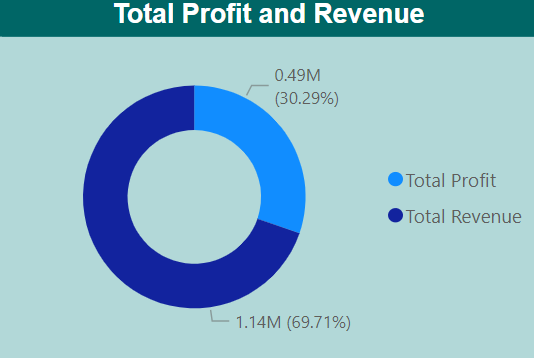 Total Profit and Revenue
0.49M
(30.29%)
Total Profit
Total Revenue
1.14M (69.71%)